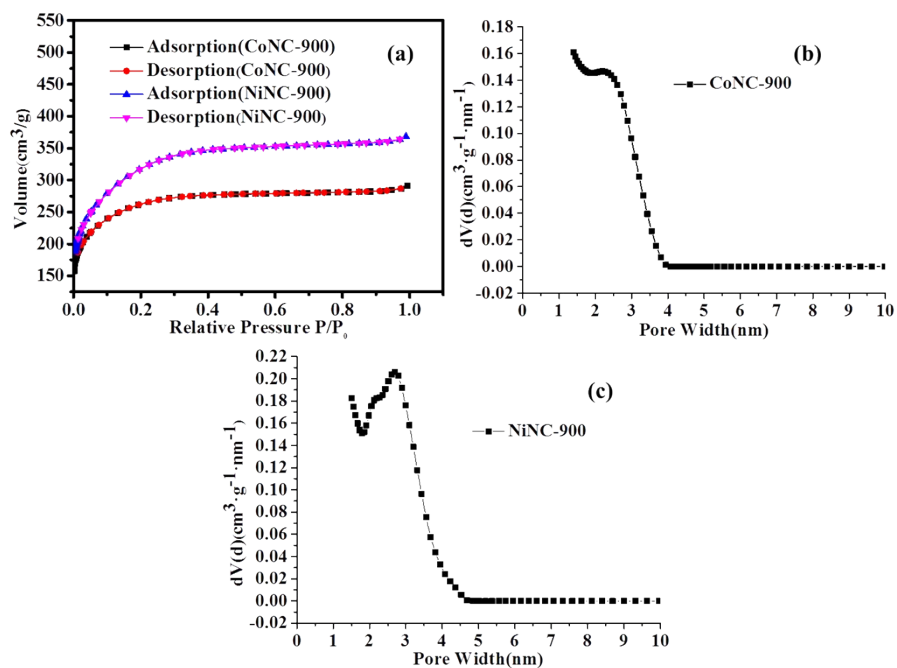 (a)
Adsorption(CoNC-900)
Desorption(CoNC-900)
Adsorption(NiNC-900)
Desorption(NiNC-900)
Volume(cm³/g)
550
500
450
400
350
300
250
200
150
0.0 0.2 0.4 0.6 0.8 1.0
Relative Pressure P/P₀
(b)
CoNC-900
dV(d)(cm³·g⁻¹·nm⁻¹)
0.18
0.16
0.14
0.12
0.10
0.08
0.06
0.04
0.02
0.00
-0.02
0 1 2 3 4 5 6 7 8 9 10
Pore Width(nm)
(c)
NiNC-900
dV(d)(cm³·g⁻¹·nm⁻¹)
0.22
0.20
0.18
0.16
0.14
0.12
0.10
0.08
0.06
0.04
0.02
0.00
-0.02
0 1 2 3 4 5 6 7 8 9 10
Pore Width(nm)